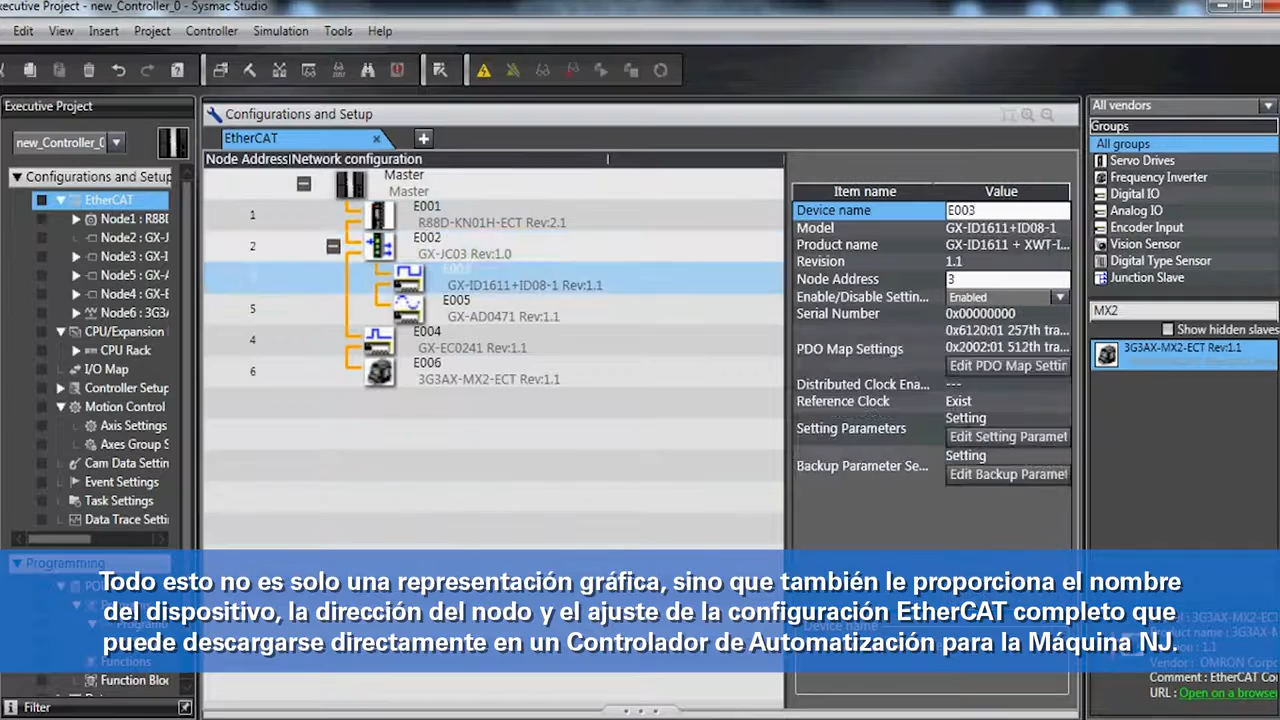 xecutive Project - new_Controller_0 - Sysmac Studio
Edit View Insert Project Controller Simulation Tools Help
Executive Project
new_Controller_0
Configurations and Setup
EtherCAT
Node1 : R88D
Node2 : GX-J
Node3 : GX-I
Node5 : GX-A
Node4 : GX-E
Node6 : 3G3A
CPU/Expansion
CPU Rack
I/O Map
Controller Setup
Motion Control
Axis Settings
Axes Group S
Cam Data Settin
Event Settings
Task Settings
Data Trace Setti
Programming
Functions
Function Bloc
Filter
Configurations and Setup
EtherCAT
Node Address|Network configuration
Master
Master
1
E001
R88D-KN01H-ECT Rev:2.1
2
E002
GX-JC03 Rev:1.0
E003
GX-ID1611+ID08-1 Rev:1.1
5
E005
GX-AD0471 Rev:1.1
4
E004
GX-EC0241 Rev:1.1
6
E006
3G3AX-MX2-ECT Rev:1.1
Item name Value
Device name E003
Model GX-ID1611+ID08-1
Product name GX-ID1611 + XWT-I...
Revision 1.1
Node Address 3
Enable/Disable Settin... Enabled
Serial Number 0x00000000
PDO Map Settings 0x6120:01 257th tra...
0x2002:01 512th tra...
Edit PDO Map Settir
Distributed Clock Ena... ---
Reference Clock Exist
Setting Parameters Setting
Edit Setting Paramet
Backup Parameter Se... Setting
Edit Backup Paramet
Device name
All vendors
Groups
All groups
Servo Drives
Frequency Inverter
Digital IO
Analog IO
Encoder Input
Vision Sensor
Digital Type Sensor
Junction Slave
MX2
Show hidden slaves
3G3AX-MX2-ECT Rev:1.1
Comment : EtherCAT Co
URL : Open on a browse
Todo esto no es solo una representación gráfica, sino que también le proporciona el nombre
del dispositivo, la dirección del nodo y el ajuste de la configuración EtherCAT completo que
puede descargarse directamente en un Controlador de Automatización para la Máquina NJ.